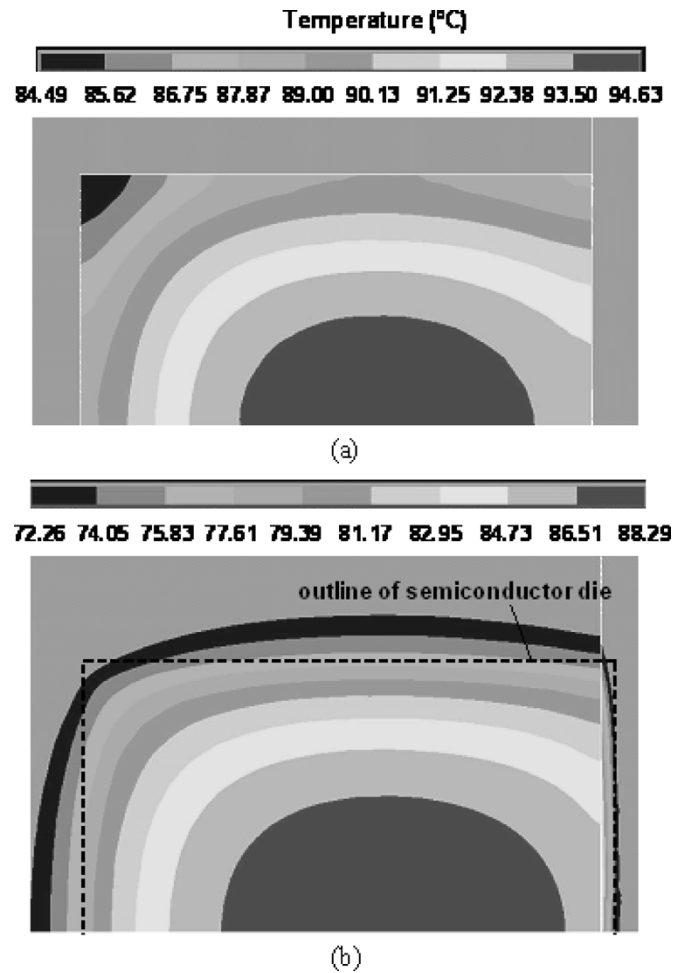 Temperature (°C)
84.49 85.62 86.75 87.87 89.00 90.13 91.25 92.38 93.50 94.63
(a)
72.26 74.05 75.83 77.61 79.39 81.17 82.95 84.73 86.51 88.29
outline of semiconductor die
(b)